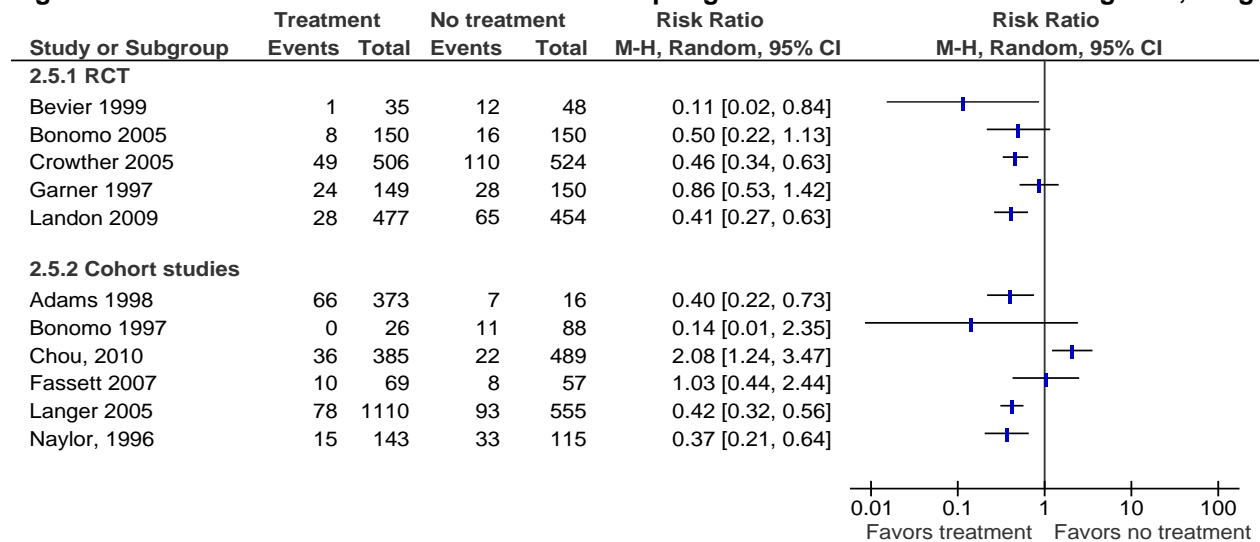 Treatment No treatment Risk Ratio Risk Ratio
Study or Subgroup Events Total Events Total M-H, Random, 95% CI M-H, Random, 95% CI
2.5.1 RCT
Bevier 1999 1 35 12 48 0.11 [0.02, 0.84]
Bonomo 2005 8 150 16 150 0.50 [0.22, 1.13]
Crowther 2005 49 506 110 524 0.46 [0.34, 0.63]
Garner 1997 24 149 28 150 0.86 [0.53, 1.42]
Landon 2009 28 477 65 454 0.41 [0.27, 0.63]
2.5.2 Cohort studies
Adams 1998 66 373 7 16 0.40 [0.22, 0.73]
Bonomo 1997 0 26 11 88 0.14 [0.01, 2.35]
Chou, 2010 36 385 22 489 2.08 [1.24, 3.47]
Fassett 2007 10 69 8 57 1.03 [0.44, 2.44]
Langer 2005 78 1110 93 555 0.42 [0.32, 0.56]
Naylor, 1996 15 143 33 115 0.37 [0.21, 0.64]
0.01 0.1 1 10 100
Favors treatment Favors no treatment